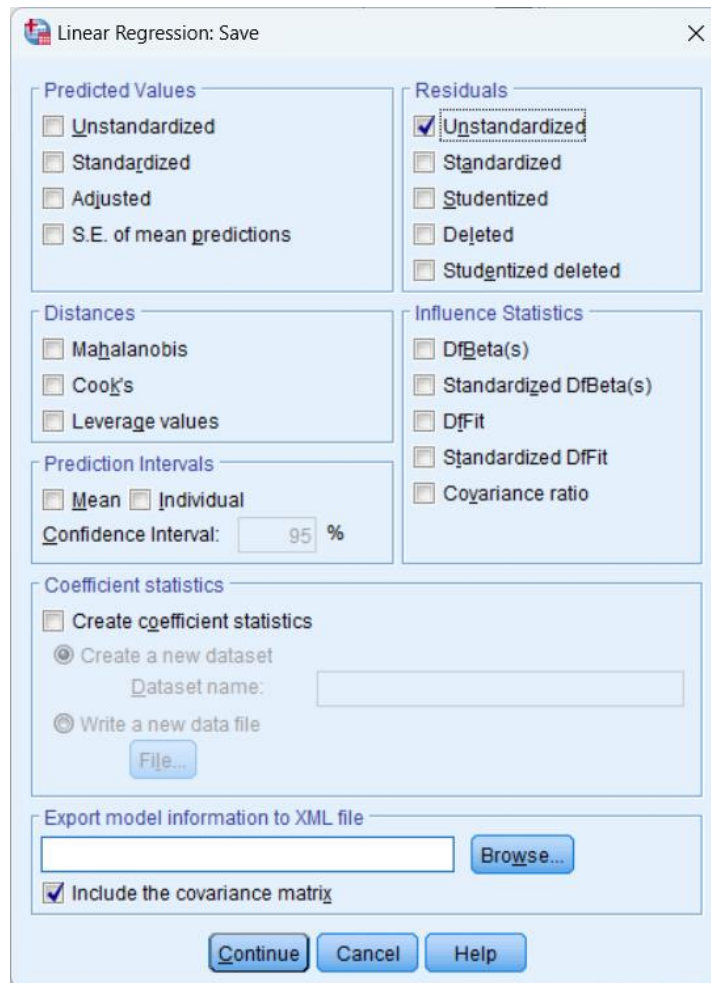 Linear Regression: Save
Predicted Values
Unstandardized
Standardized
Adjusted
S.E. of mean predictions
Residuals
Unstandardized
Standardized
Studentized
Deleted
Studentized deleted
Distances
Mahalanobis
Cook's
Leverage values
Influence Statistics
DfBeta(s)
Standardized DfBeta(s)
DfFit
Standardized DfFit
Covariance ratio
Prediction Intervals
Mean Individual
Confidence Interval: 95 %
Coefficient statistics
Create coefficient statistics
Create a new dataset
Dataset name:
Write a new data file
File...
Export model information to XML file
Browse...
Include the covariance matrix
Continue Cancel Help